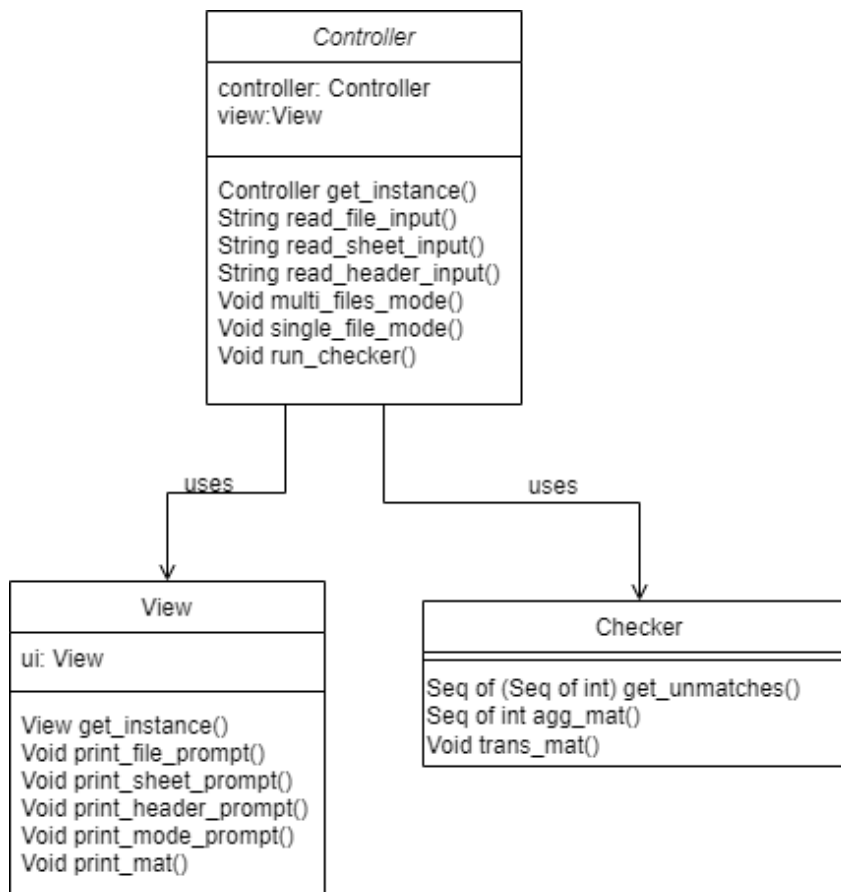 Controller
controller: Controller
view:View
Controller get_instance()
String read_file_input()
String read_sheet_input()
String read_header_input()
Void multi_files_mode()
Void single_file_mode()
Void run_checker()
uses
uses
View
ui: View
View get_instance()
Void print_file_prompt()
Void print_sheet_prompt()
Void print_header_prompt()
Void print_mode_prompt()
Void print_mat()
Checker
Seq of (Seq of int) get_unmatches()
Seq of int agg_mat()
Void trans_mat()